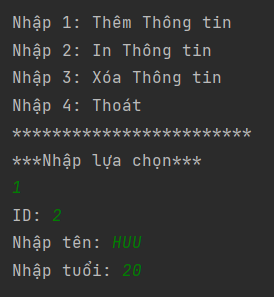 Nhập 1: Thêm Thông tin
Nhập 2: In Thông tin
Nhập 3: Xóa Thông tin
Nhập 4: Thoát
************************
***Nhập lựa chọn***
1
ID: 2
Nhập tên: HUU
Nhập tuổi: 20